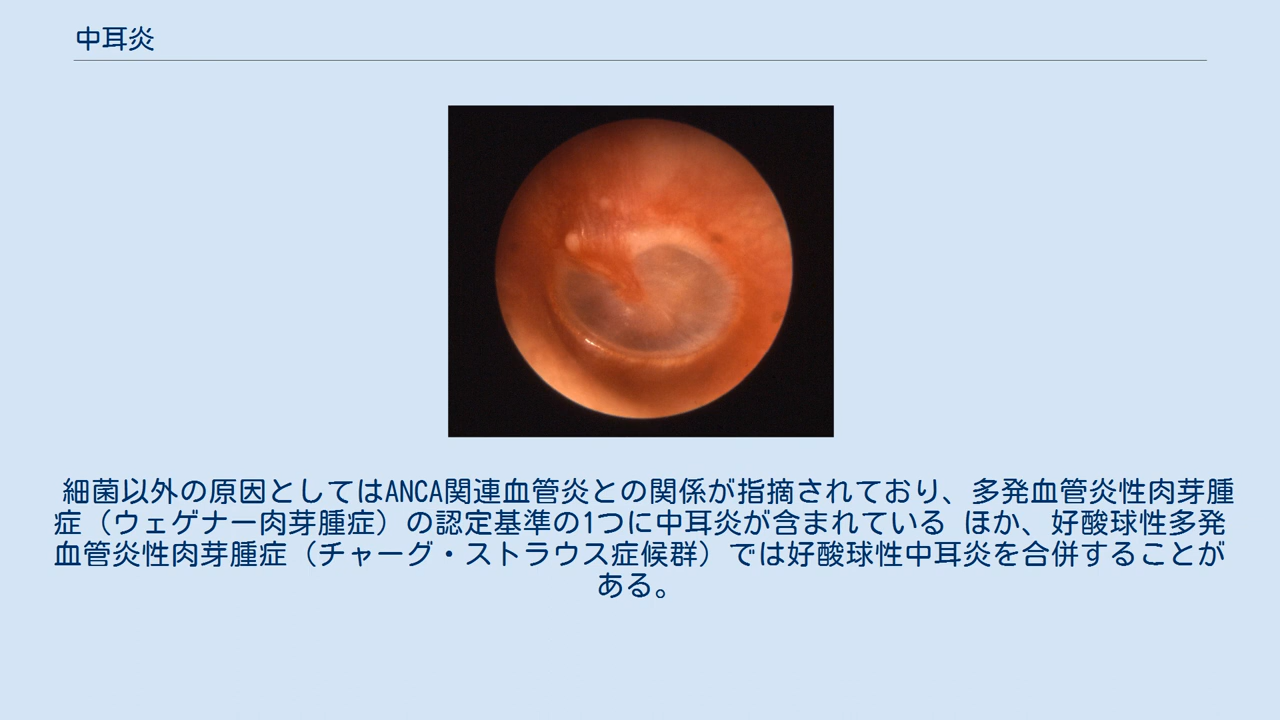 中耳炎
細菌以外の原因としてはANCA関連血管炎との関係が指摘されており、多発血管炎性肉芽腫
症（ウェゲナー肉芽腫症）の認定基準の1つに中耳炎が含まれている ほか、好酸球性多発
血管炎性肉芽腫症（チャーグ・ストラウス症候群）では好酸球性中耳炎を合併することが
ある。